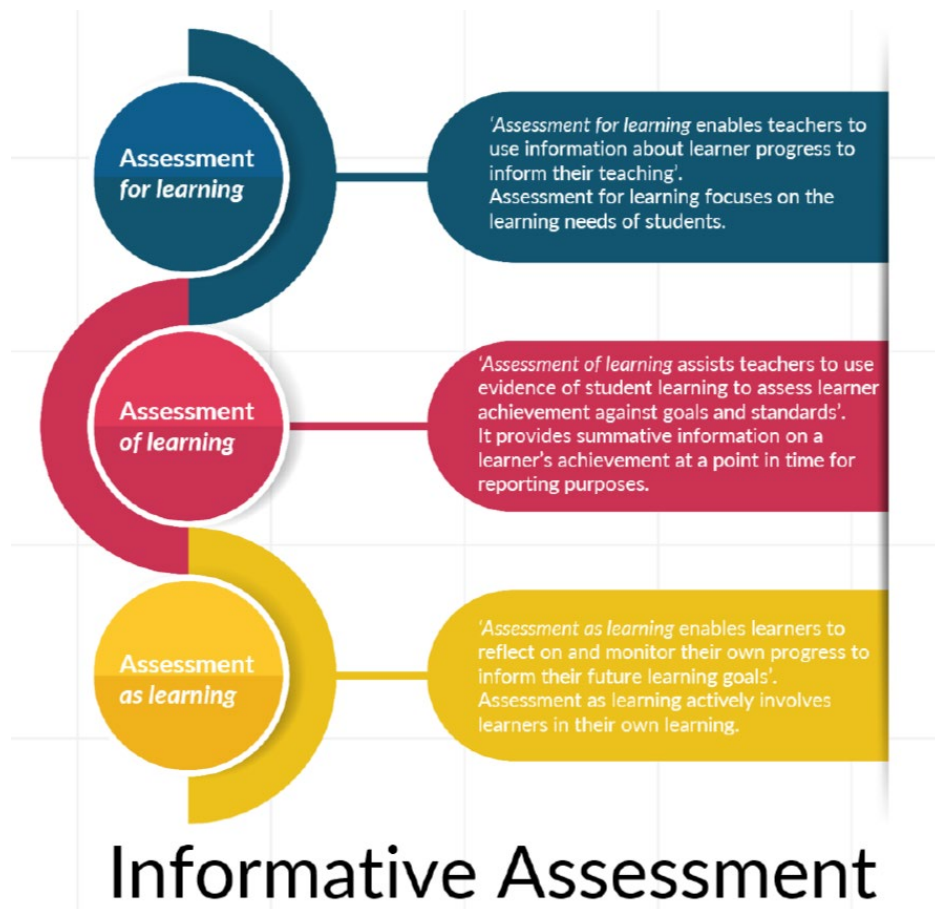 Assessment
for learning
‘Assessment for learning enables teachers to
use information about learner progress to
inform their teaching’.
Assessment for learning focuses on the
learning needs of students.
Assessment
of learning
‘Assessment of learning assists teachers to use
evidence of student learning to assess learner
achievement against goals and standards’.
It provides summative information on a
learner’s achievement at a point in time for
reporting purposes.
Assessment
as learning
‘Assessment as learning enables learners to
reflect on and monitor their own progress to
inform their future learning goals’.
Assessment as learning actively involves
learners in their own learning.
Informative Assessment